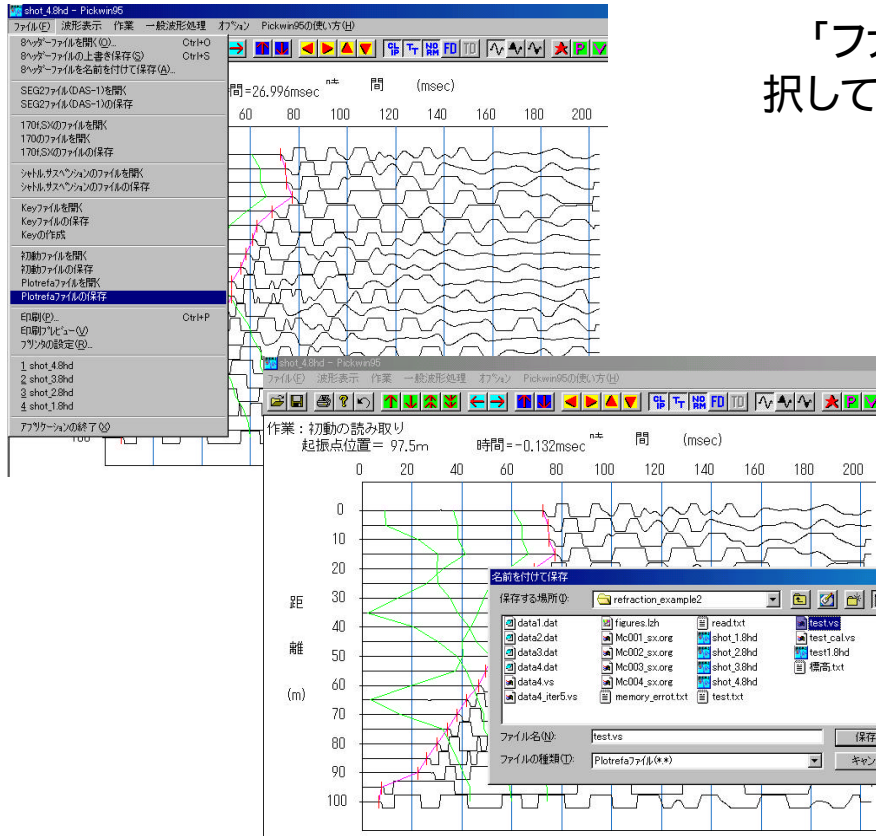 shot_4.8hd - Pickwin95
ファイル(F) 波形表示 作業 一般波形処理 オプション Pickwin95の使い方(H)
8ヘッダーファイルを開く(O)... Ctrl+O
8ヘッダーファイルの上書き保存(S) Ctrl+S
8ヘッダーファイルを名前を付けて保存(A)...
SEG2ファイル(DAS-1)を開く
SEG2ファイル(DAS-1)の保存
170f,SXのファイルを開く
170のファイルを開く
170f,SXのファイルの保存
シャトル,サスペンションのファイルを開く
シャトル,サスペンションのファイルの保存
Keyファイルを開く
Keyファイルの保存
Keyの作成
初動ファイルを開く
初動ファイルの保存
Plotrefaファイルを開く
Plotrefaファイルの保存
印刷(P)... Ctrl+P
印刷プレビュー(V)
プリンタの設定(R)...
1 shot_4.8hd
2 shot_3.8hd
3 shot_2.8hd
4 shot_1.8hd
アプリケーションの終了(X)
CLIP TT NORM FD TD P
間=26.996msec 時 間 (msec)
60 80 100 120 140 160 180 200
100
択して
shot_4.8hd - Pickwin95
ファイル(F) 波形表示 作業 一般波形処理 オプション Pickwin95の使い方(H)
CLIP TT NORM FD TD P
作業:初動の読み取り
起振点位置= 97.5m 時間=-0.132msec 時 間 (msec)
0 20 40 60 80 100 120 140 160 180 200
0
10
20
30
40
50
60
70
80
90
100
距
離
(m)
名前を付けて保存
保存する場所(I): refraction_example2
data1.dat figures.lzh read.txt test.vs
data2.dat Mc001_sx.org shot_1.8hd test_cal.vs
data3.dat Mc002_sx.org shot_2.8hd test1.8hd
data4.dat Mc003_sx.org shot_3.8hd 標高.txt
data4.vs Mc004_sx.org shot_4.8hd
data4_iter5.vs memory_errot.txt test.txt
ファイル名(N): test.vs 保存
ファイルの種類(T): Plotrefaファイル(*.*) キャン